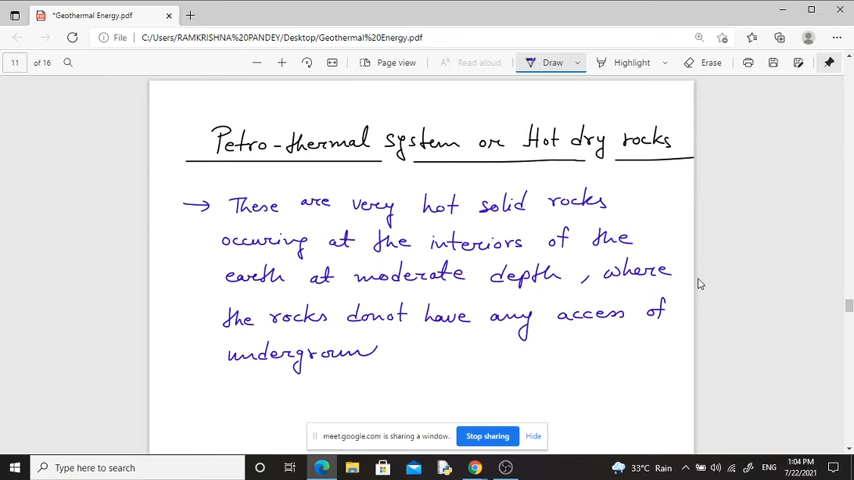 *Geothermal Energy.pdf
File
C:/Users/RAMKRISHNA%20PANDEY/Desktop/Geothermal%20Energy.pdf
11 of 16
Page view
Read aloud
Draw
Highlight
Erase
Petro-thermal system or Hot dry rocks
→ These are very hot solid rocks
occuring at the interiors of the
earth at moderate depth, where
the rocks donot have any access of
undergroun
meet.google.com is sharing a window.
Stop sharing
Hide
Type here to search
33°C Rain
ENG
1:04 PM
7/22/2021